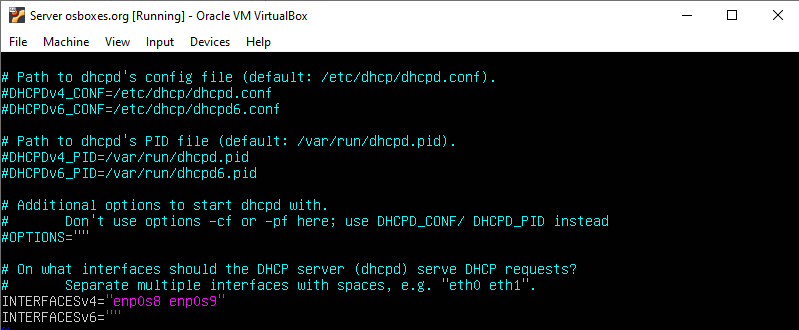 Server osboxes.org [Running] - Oracle VM VirtualBox
File Machine View Input Devices Help
# Path to dhcpd's config file (default: /etc/dhcp/dhcpd.conf).
#DHCPDv4_CONF=/etc/dhcp/dhcpd.conf
#DHCPDv6_CONF=/etc/dhcp/dhcpd6.conf
# Path to dhcpd's PID file (default: /var/run/dhcpd.pid).
#DHCPDv4_PID=/var/run/dhcpd.pid
#DHCPDv6_PID=/var/run/dhcpd6.pid
# Additional options to start dhcpd with.
#       Don't use options -cf or -pf here; use DHCPD_CONF/ DHCPD_PID instead
#OPTIONS=""
# On what interfaces should the DHCP server (dhcpd) serve DHCP requests?
#       Separate multiple interfaces with spaces, e.g. "eth0 eth1".
INTERFACESv4="enp0s8 enp0s9"
INTERFACESv6=""